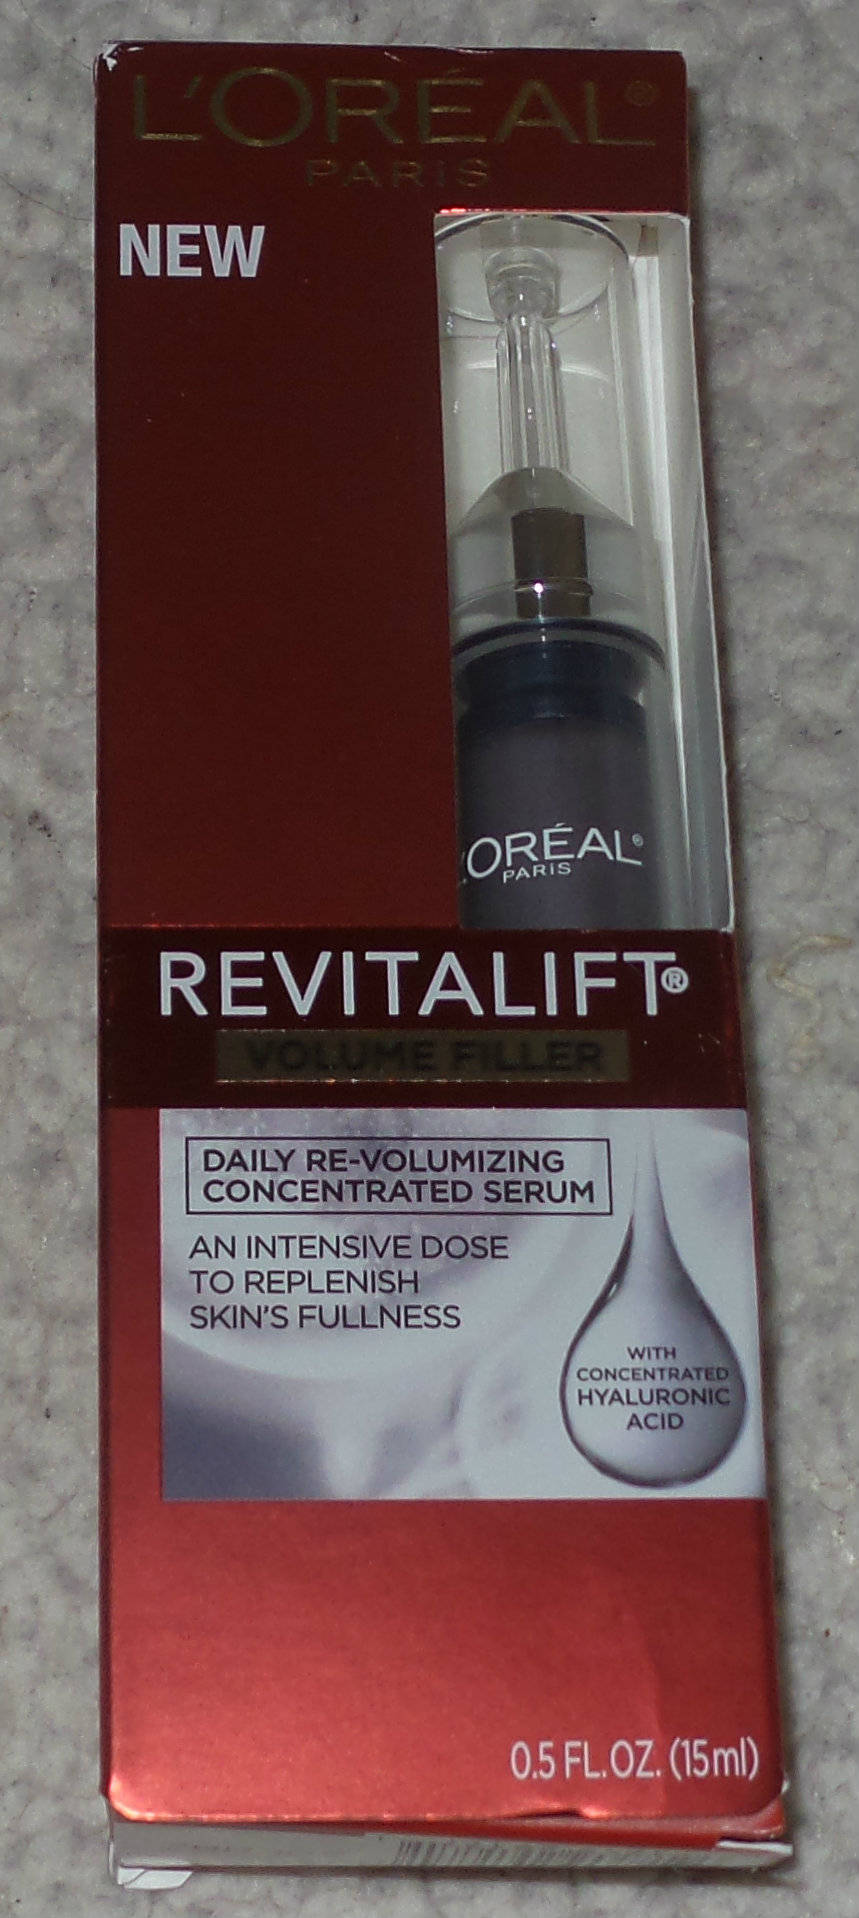 L'ORÉAL®
PARIS
NEW
L'ORÉAL®
PARIS
REVITALIFT®
VOLUME FILLER
DAILY RE-VOLUMIZING
CONCENTRATED SERUM
AN INTENSIVE DOSE
TO REPLENISH
SKIN'S FULLNESS
WITH
CONCENTRATED
HYALURONIC
ACID
0.5 FL.OZ. (15ml)